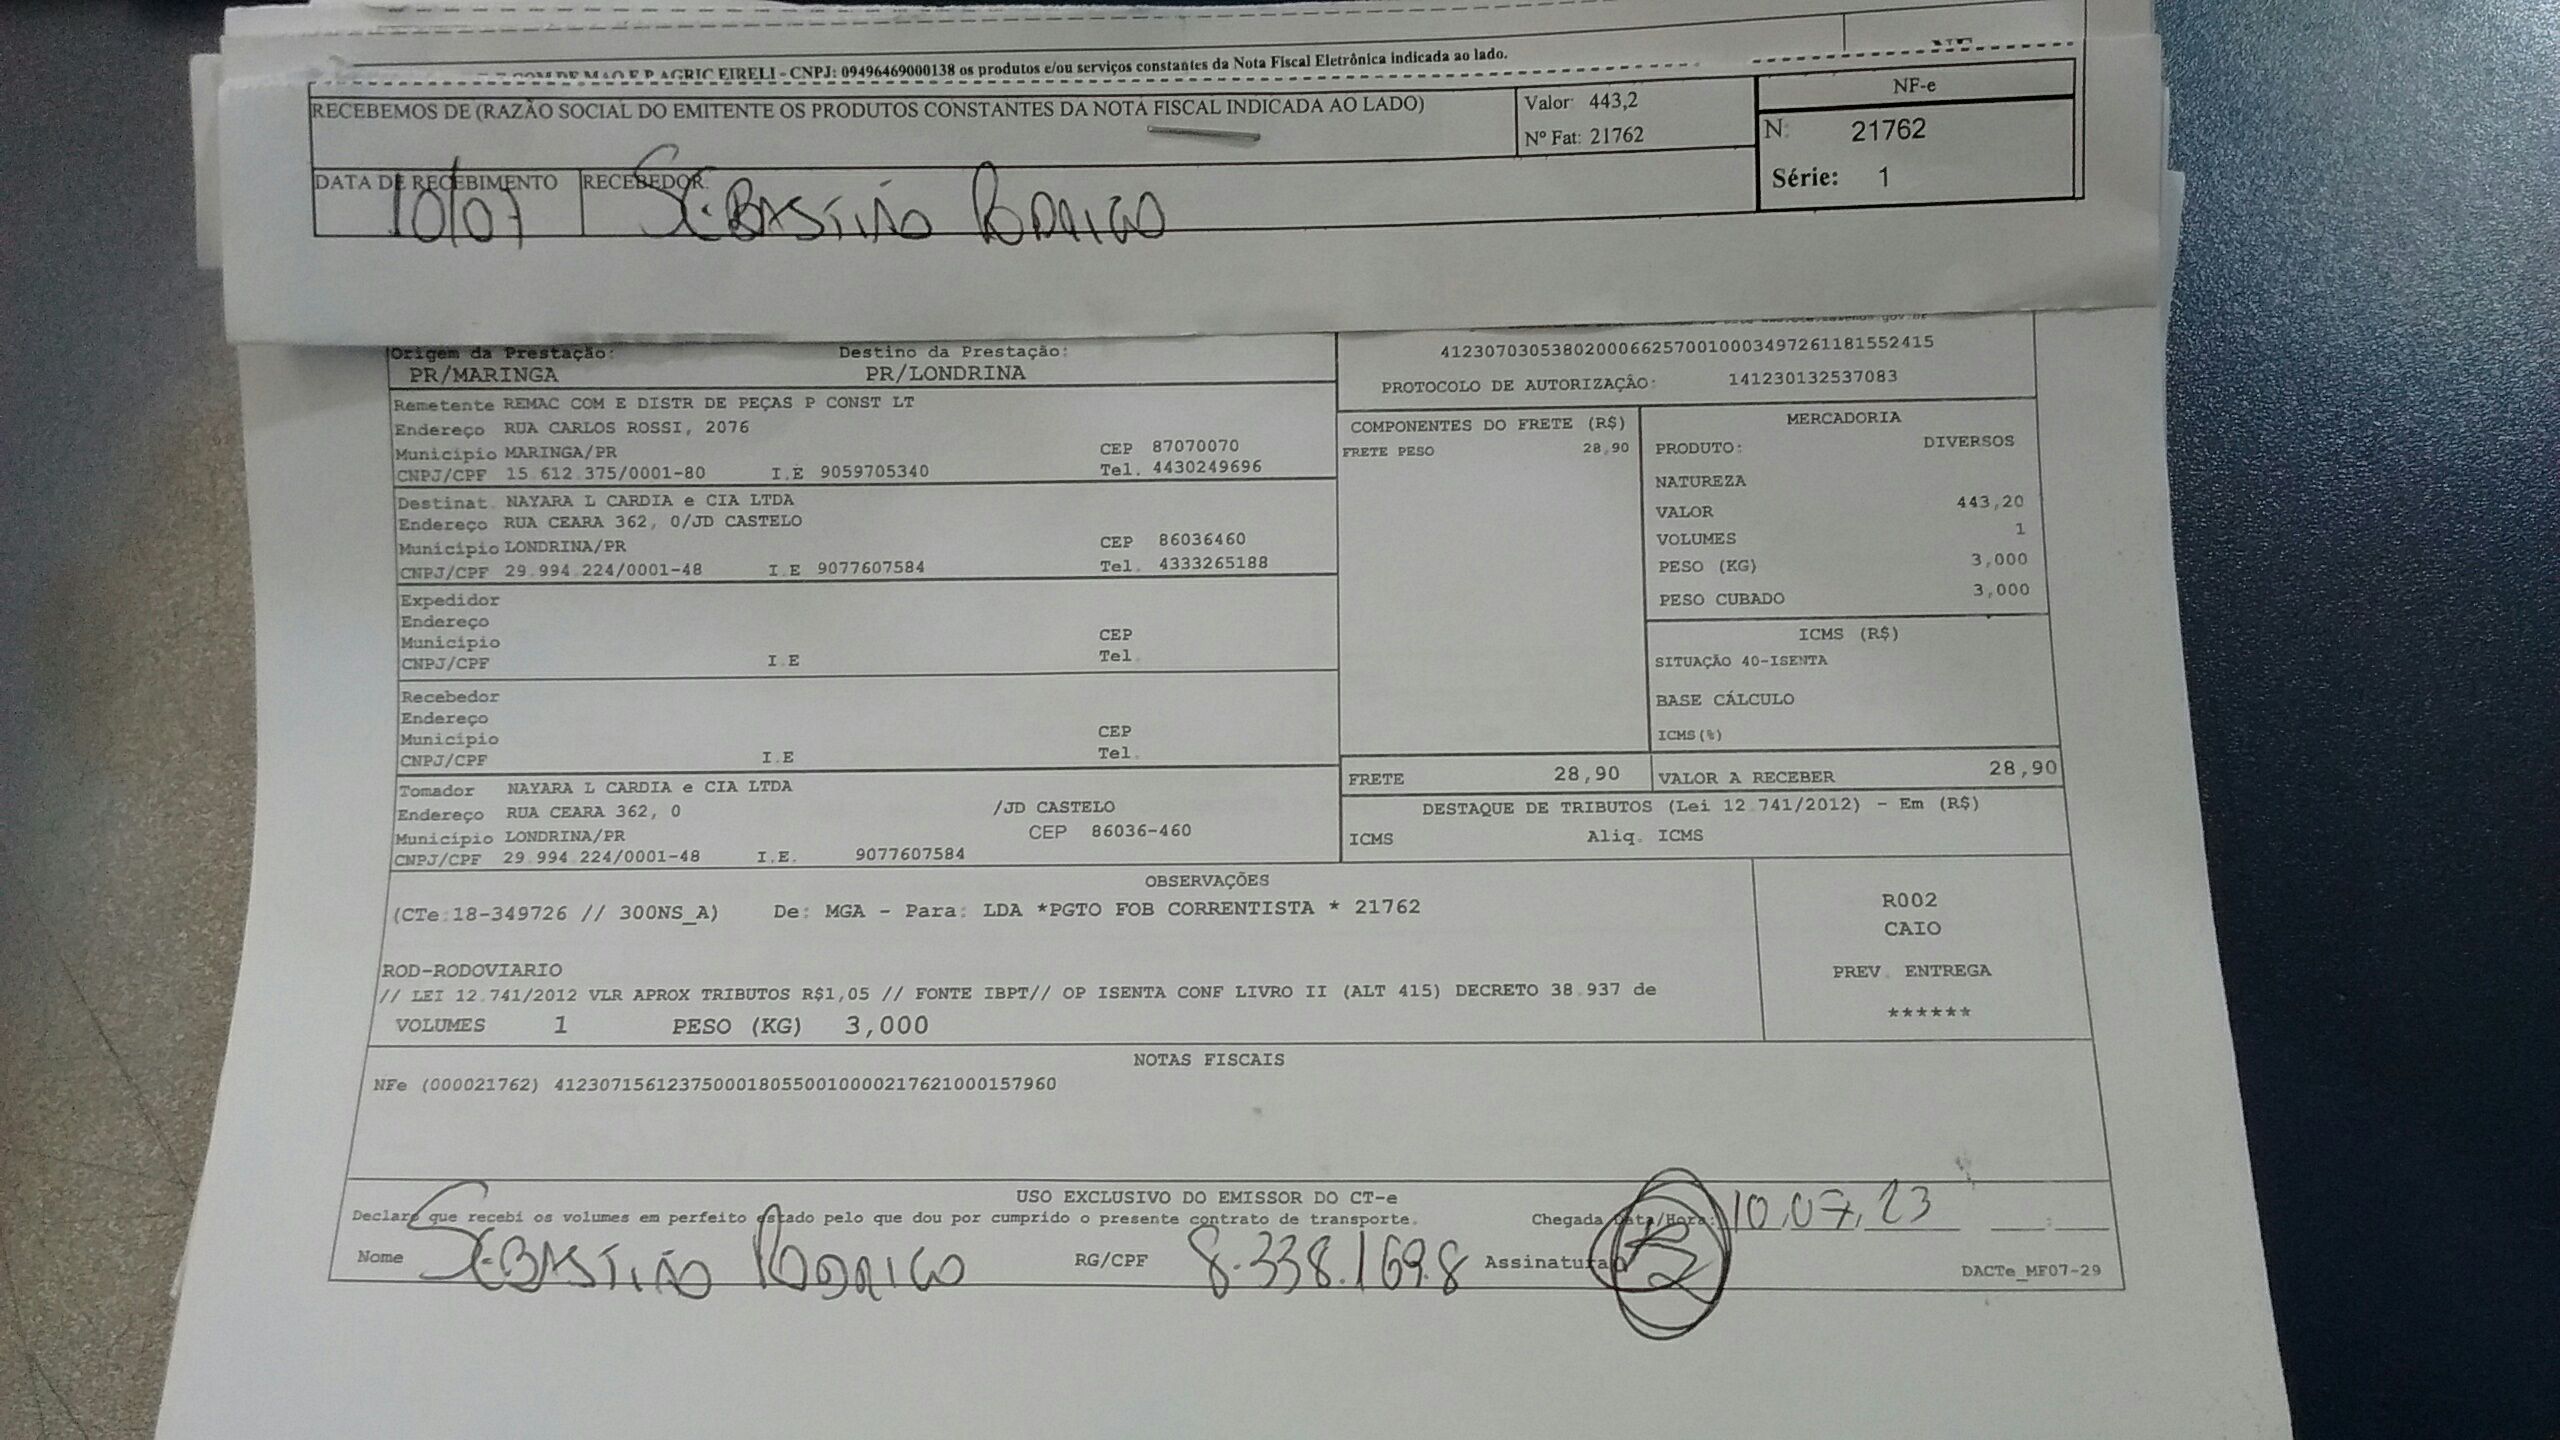 COM DE MAQ E P AGRIC EIRELI - CNPJ: 09496469000138 os produtos e/ou serviços constantes da Nota Fiscal Eletrônica indicada ao lado.
RECEBEMOS DE (RAZÃO SOCIAL DO EMITENTE OS PRODUTOS CONSTANTES DA NOTA FISCAL INDICADA AO LADO)
Valor: 443,2
Nº Fat: 21762
NF-e
N: 21762
Série: 1
DATA DE RECEBIMENTO RECEBEDOR:
10/07 SEBASTIÃO RODRIGO
Origem da Prestação: Destino da Prestação:
PR/MARINGA PR/LONDRINA
41230703053802000662570010003497261181552415
PROTOCOLO DE AUTORIZAÇÃO: 141230132537083
Remetente REMAC COM E DISTR DE PEÇAS P CONST LT
Endereço RUA CARLOS ROSSI, 2076
Município MARINGA/PR CEP 87070070
CNPJ/CPF 15.612.375/0001-80 I.E 9059705340 Tel. 4430249696
Destinat. NAYARA L CARDIA e CIA LTDA
Endereço RUA CEARA 362, 0/JD CASTELO
Município LONDRINA/PR CEP 86036460
CNPJ/CPF 29.994.224/0001-48 I.E 9077607584 Tel. 4333265188
Expedidor
Endereço
Município CEP
CNPJ/CPF I.E Tel.
Recebedor
Endereço
Município CEP
CNPJ/CPF I.E Tel.
Tomador NAYARA L CARDIA e CIA LTDA
Endereço RUA CEARA 362, 0 /JD CASTELO
Município LONDRINA/PR CEP 86036-460
CNPJ/CPF 29.994.224/0001-48 I.E. 9077607584
COMPONENTES DO FRETE (R$)
FRETE PESO 28,90
MERCADORIA
PRODUTO: DIVERSOS
NATUREZA
VALOR 443,20
VOLUMES 1
PESO (KG) 3,000
PESO CUBADO 3,000
ICMS (R$)
SITUAÇÃO 40-ISENTA
BASE CÁLCULO
ICMS(%)
FRETE 28,90 VALOR A RECEBER 28,90
DESTAQUE DE TRIBUTOS (Lei 12.741/2012) - Em (R$)
ICMS Aliq. ICMS
OBSERVAÇÕES
(CTe:18-349726 // 300NS_A) De: MGA - Para: LDA *PGTO FOB CORRENTISTA * 21762
ROD-RODOVIARIO
// LEI 12.741/2012 VLR APROX TRIBUTOS R$1,05 // FONTE IBPT// OP ISENTA CONF LIVRO II (ALT 415) DECRETO 38.937 de
VOLUMES 1 PESO (KG) 3,000
R002
CAIO
PREV. ENTREGA
******
NOTAS FISCAIS
NFe (000021762) 41230715612375000180550010000217621000157960
USO EXCLUSIVO DO EMISSOR DO CT-e
Declaro que recebi os volumes em perfeito estado pelo que dou por cumprido o presente contrato de transporte. Chegada Data/Hora: 10,07,23
Nome SEBASTIÃO RODRIGO RG/CPF 8.338.169.8 Assinatura
DACTe_MF07-29